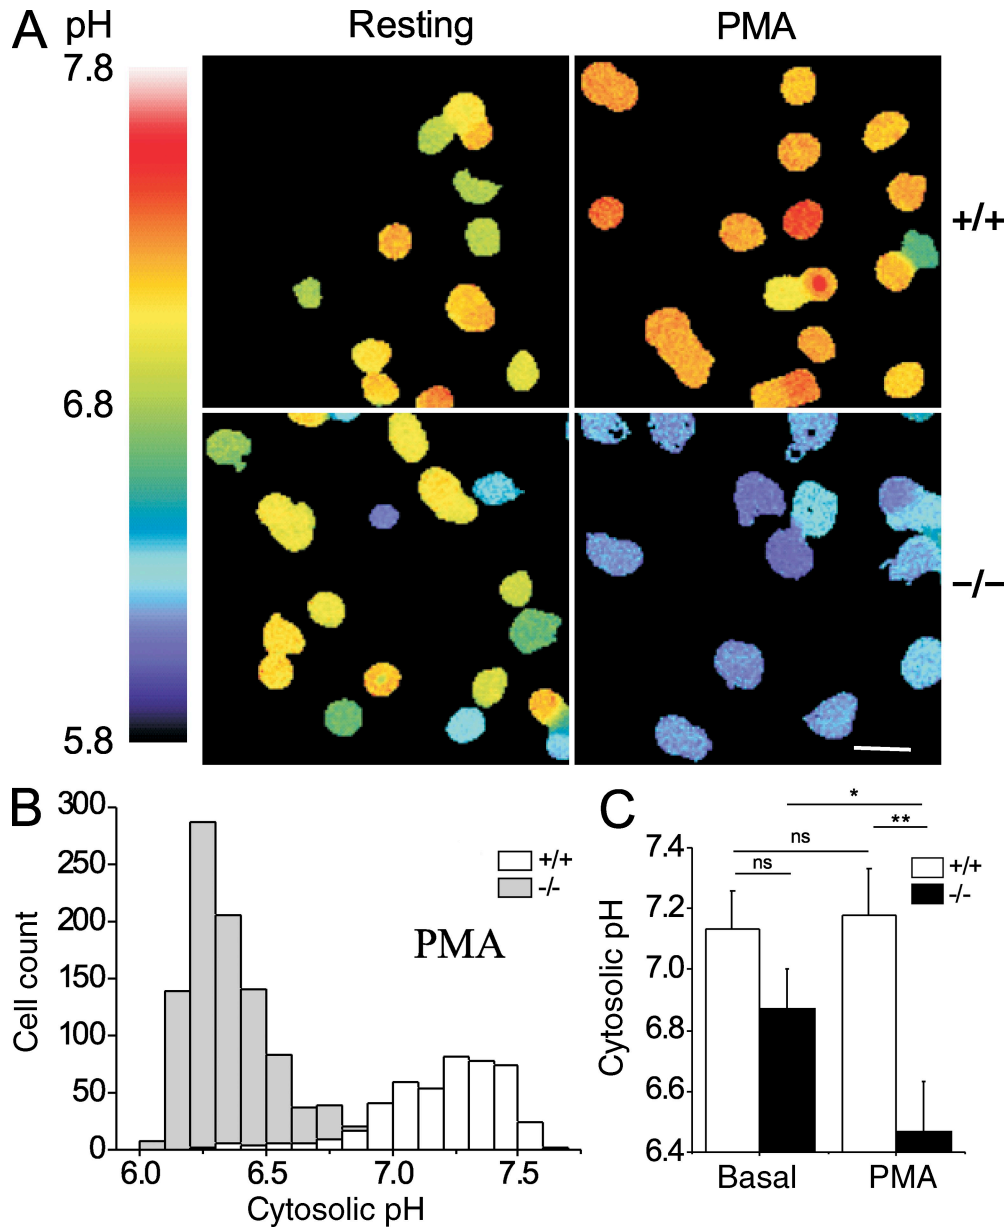 A pH Resting PMA
7.8
+/+
6.8
−/−
5.8
B
300
250
200
150
100
50
0
Cell count
+/+
-/-
PMA
6.0 6.5 7.0 7.5
Cytosolic pH
C
*
**
ns
ns
7.4
7.2
7.0
6.8
6.6
6.4
Cytosolic pH
+/+
-/-
Basal PMA